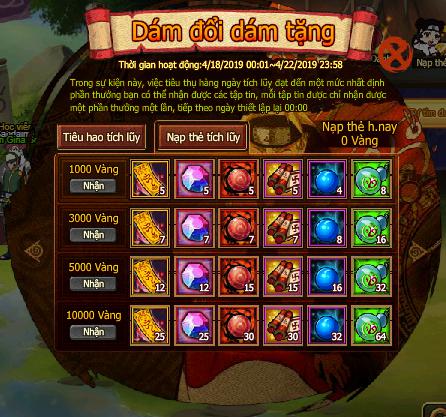 Dám đổi dám tặng
Thời gian hoạt động:4/18/2019 00:01~4/22/2019 23:58
Trong sự kiện này, việc tiêu thụ hàng ngày tích lũy đạt đến một mức nhất định
phần thưởng bạn có thể nhận được các tập tin, mỗi tập tin được chỉ nhận được
một phần thưởng một lần, tiếp theo ngày thiết lập lại 00:00
Tiêu hao tích lũy
Nạp thẻ tích lũy
Nạp thẻ h.nay
0 Vàng
1000 Vàng
Nhận
5 5 5 5 4 8
3000 Vàng
Nhận
7 7 7 7 8 16
5000 Vàng
Nhận
12 12 15 15 16 32
10000 Vàng
Nhận
25 25 30 30 32 64
Nạp thẻ
Học viê